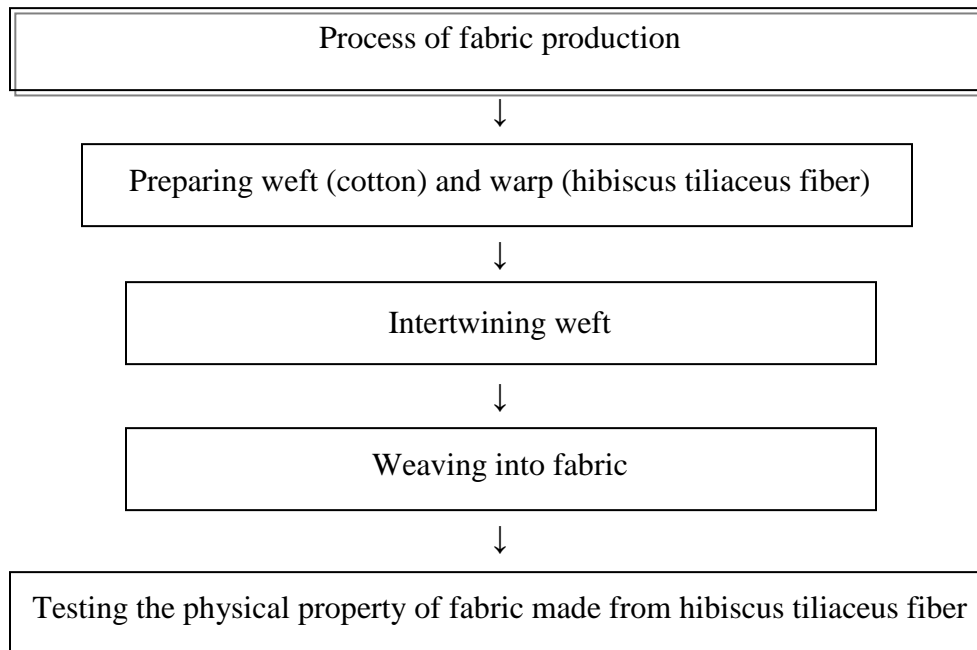 Process of fabric production
↓
Preparing weft (cotton) and warp (hibiscus tiliaceus fiber)
↓
Intertwining weft
↓
Weaving into fabric
↓
Testing the physical property of fabric made from hibiscus tiliaceus fiber